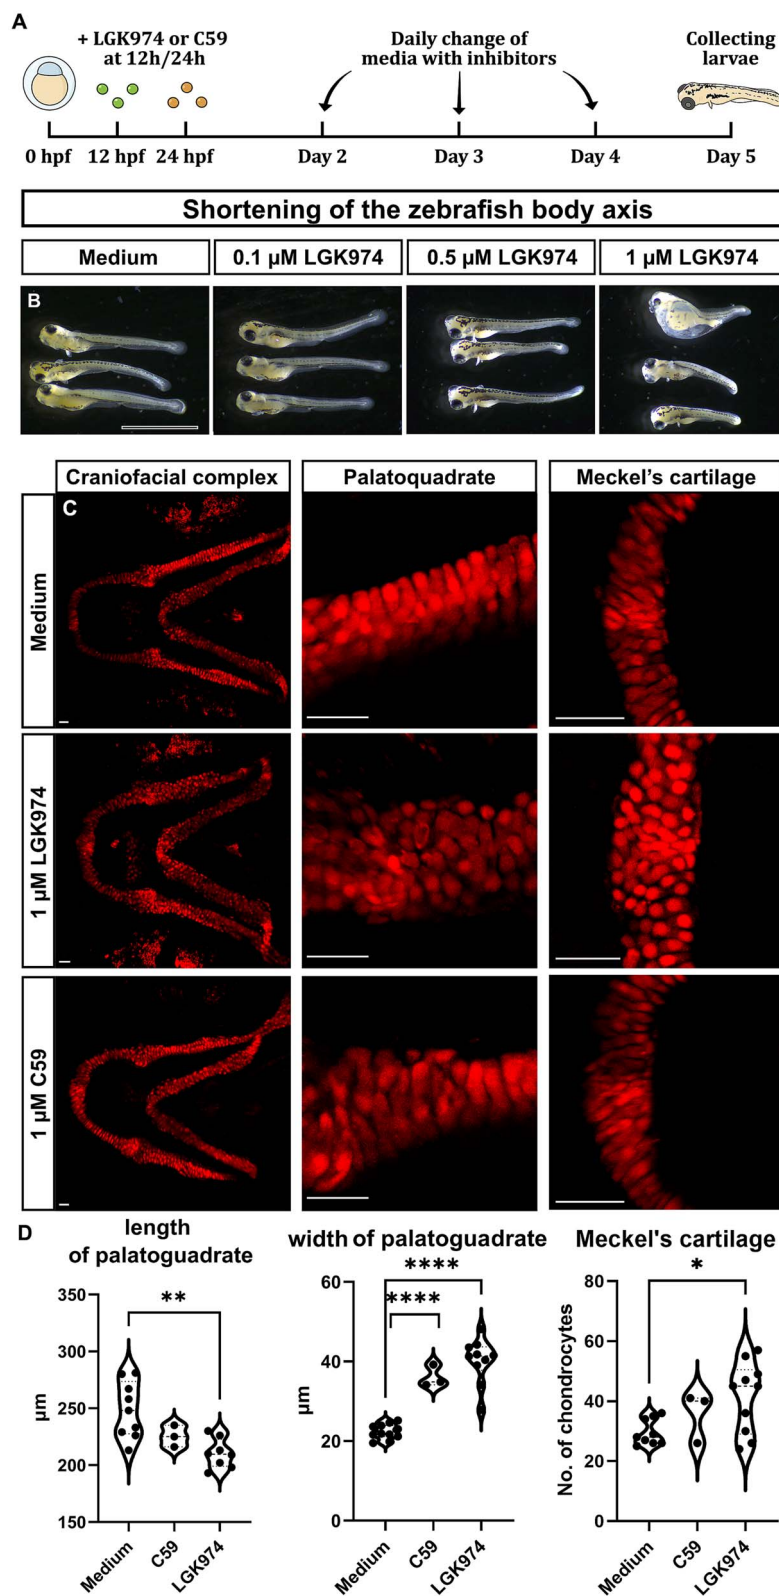 A
+ LGK974 or C59
at 12h/24h
Daily change of
media with inhibitors
Collecting
larvae
0 hpf
12 hpf
24 hpf
Day 2
Day 3
Day 4
Day 5
Shortening of the zebrafish body axis
Medium
0.1 µM LGK974
0.5 µM LGK974
1 µM LGK974
B
Craniofacial complex
Palatoquadrate
Meckel's cartilage
C
Medium
1 µM LGK974
1 µM C59
D
length
of palatoguadrate
width of palatoguadrate
Meckel's cartilage
**
****
****
*
350
300
250
200
150
µm
Medium
C59
LGK974
60
40
20
0
µm
Medium
C59
LGK974
80
60
40
20
0
No. of chondrocytes
Medium
C59
LGK974